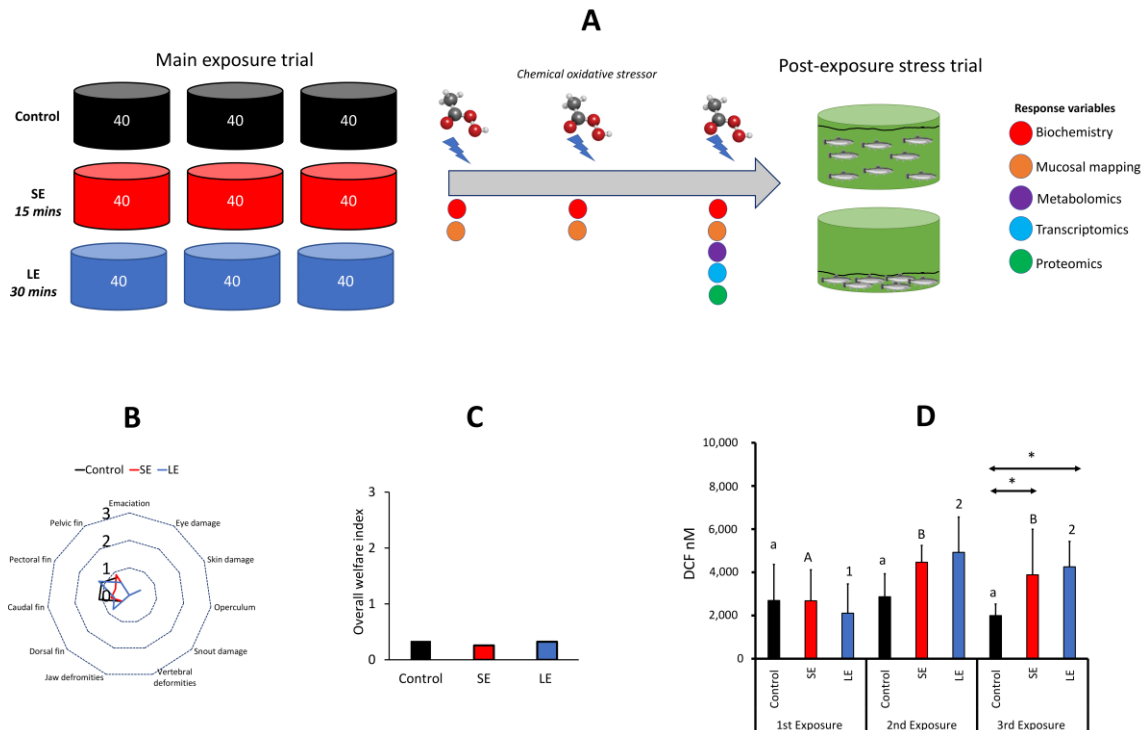 A
Main exposure trial
Chemical oxidative stressor
Post-exposure stress trial
Control
40 40 40
SE
15 mins
40 40 40
LE
30 mins
40 40 40
Response variables
Biochemistry
Mucosal mapping
Metabolomics
Transcriptomics
Proteomics
B
Control SE LE
Emaciation
Eye damage
Skin damage
Operculum
Snout damage
Vertebral
deformities
Jaw defromities
Dorsal fin
Caudal fin
Pectoral fin
Pelvic fin
3
2
1
0
C
Overall welfare index
3
2
1
0
Control SE LE
D
DCF nM
10,000
8,000
6,000
4,000
2,000
0
a A 1
a B 2
a B 2
*
*
Control SE LE Control SE LE Control SE LE
1st Exposure 2nd Exposure 3rd Exposure